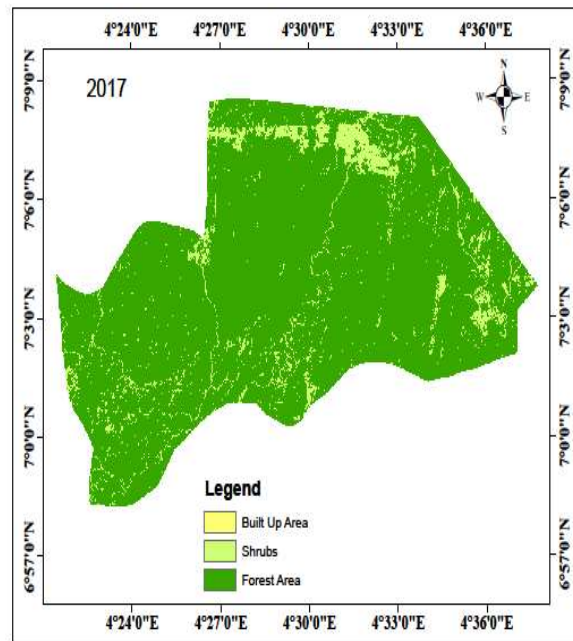 4°24'0"E 4°27'0"E 4°30'0"E 4°33'0"E 4°36'0"E
2017
N
W E
S
7°9'0"N 7°9'0"N
7°6'0"N 7°6'0"N
7°3'0"N 7°3'0"N
7°0'0"N 7°0'0"N
6°57'0"N 6°57'0"N
Legend
Built Up Area
Shrubs
Forest Area
4°24'0"E 4°27'0"E 4°30'0"E 4°33'0"E 4°36'0"E